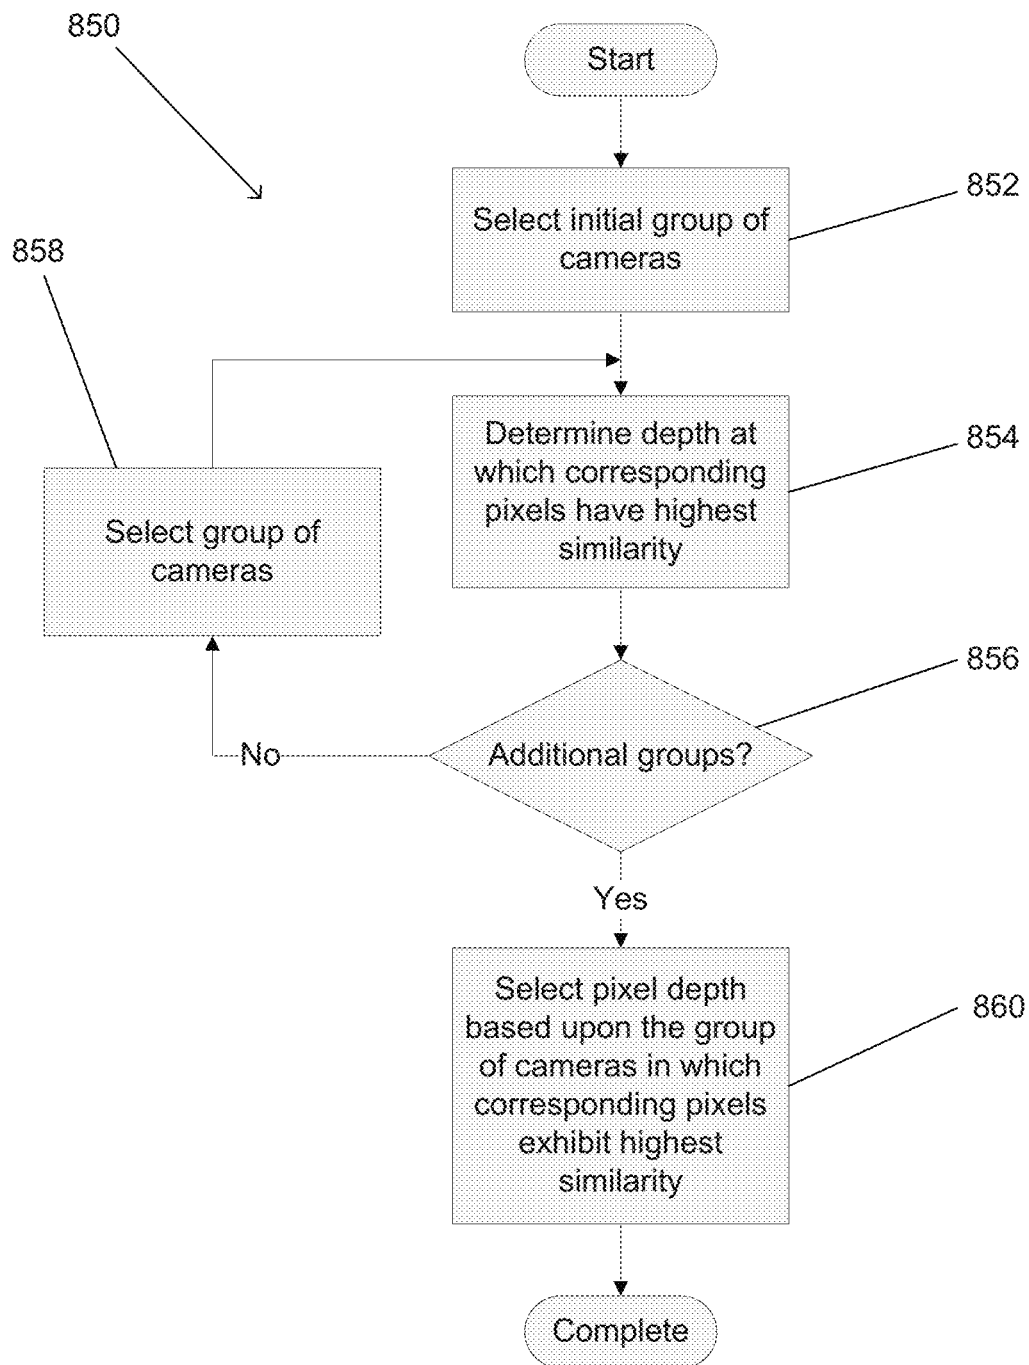 850
Start
852
Select initial group of
cameras
858
854
Determine depth at
which corresponding
pixels have highest
similarity
Select group of
cameras
856
Additional groups?
No
Yes
860
Select pixel depth
based upon the group
of cameras in which
corresponding pixels
exhibit highest
similarity
Complete